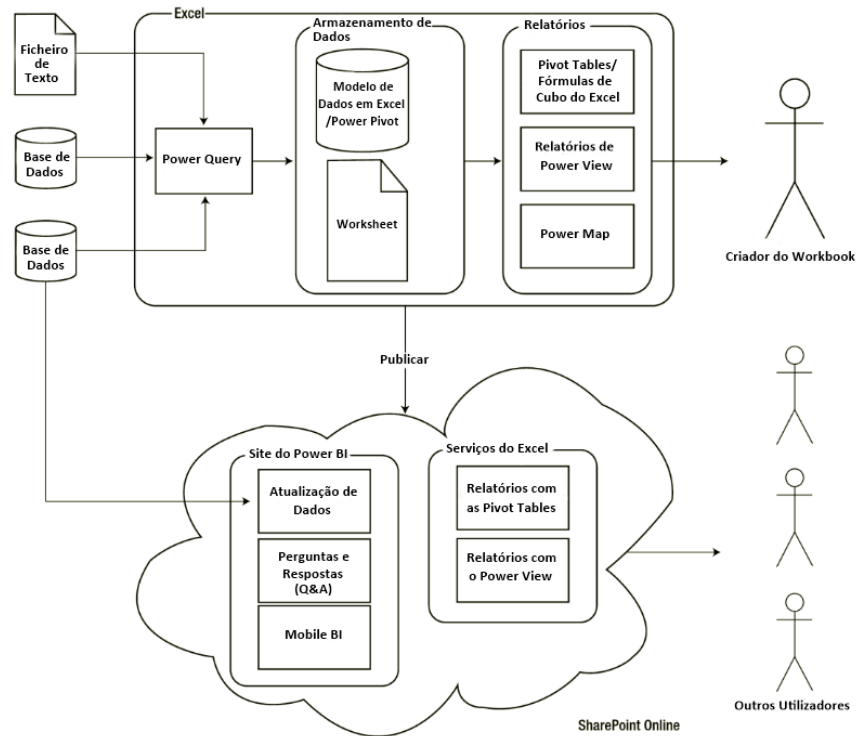 Excel
Ficheiro
de
Texto
Base de
Dados
Base de
Dados
Power Query
Armazenamento de
Dados
Modelo de
Dados em Excel
/Power Pivot
Worksheet
Relatórios
Pivot Tables/
Fórmulas de
Cubo do Excel
Relatórios de
Power View
Power Map
Criador do Workbook
Publicar
Site do Power BI
Atualização de
Dados
Perguntas e
Respostas
(Q&A)
Mobile BI
Serviços do Excel
Relatórios com
as Pivot Tables
Relatórios com
o Power View
Outros Utilizadores
SharePoint Online